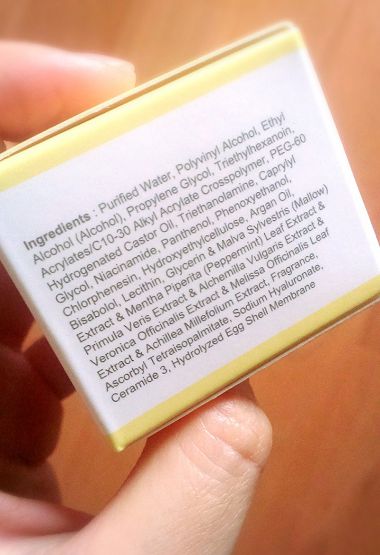 Ingredients : Purified Water, Polyvinyl Alcohol, Ethyl
Alcohol (Alcohol), Propylene Glycol, Triethylhexanoin,
Acrylates/C10-30 Alkyl Acrylate Crosspolymer, PEG-60
Hydrogenated Castor Oil, Triethanolamine, Caprylyl
Glycol, Niacinamide, Panthenol, Phenoxyethanol,
Chlorphenesin, Hydroxyethylcellulose, Argan Oil,
Bisabolol, Lecithin, Glycerin & Malva Sylvestris (Mallow)
Extract & Mentha Piperita (Peppermint) Leaf Extract &
Primula Veris Extract & Alchemilla Vulgaris Extract &
Veronica Officinalis Extract & Melissa Officinalis Leaf
Extract & Achillea Millefolium Extract, Fragrance,
Ascorbyl Tetraisopalmitate, Sodium Hyaluronate,
Ceramide 3, Hydrolyzed Egg Shell Membrane